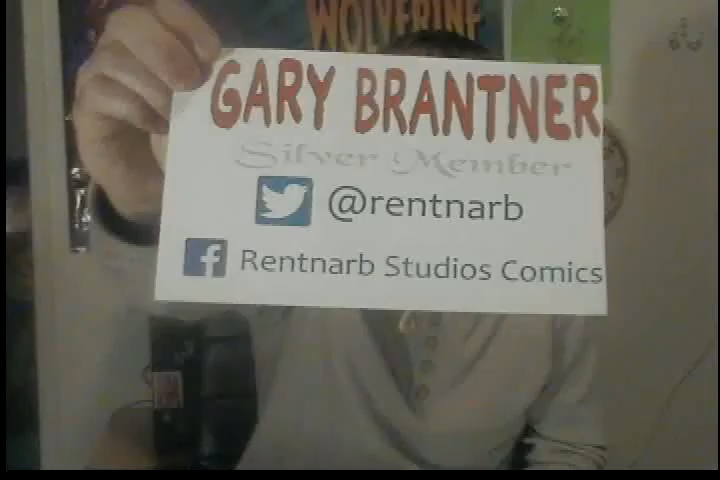 WOLVERINE
GARY BRANTNER
Silver Member
@rentnarb
Rentnarb Studios Comics